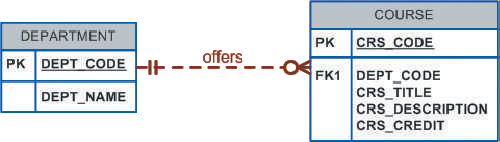 DEPARTMENT
PK DEPT_CODE
DEPT_NAME
offers
COURSE
PK CRS_CODE
FK1 DEPT_CODE
CRS_TITLE
CRS_DESCRIPTION
CRS_CREDIT